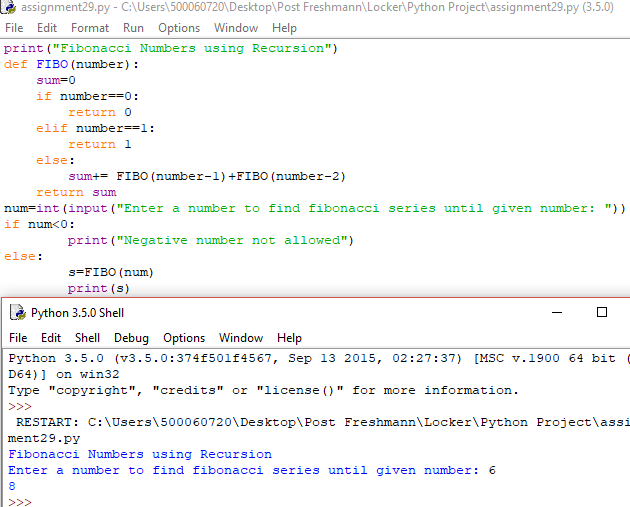 assignment29.py - C:\Users\500060720\Desktop\Post Freshmann\Locker\Python Project\assignment29.py (3.5.0)
File Edit Format Run Options Window Help
print("Fibonacci Numbers using Recursion")
def FIBO(number):
    sum=0
    if number==0:
        return 0
    elif number==1:
        return 1
    else:
        sum+= FIBO(number-1)+FIBO(number-2)
    return sum
num=int(input("Enter a number to find fibonacci series until given number: "))
if num<0:
        print("Negative number not allowed")
else:
        s=FIBO(num)
        print(s)
Python 3.5.0 Shell
File Edit Shell Debug Options Window Help
Python 3.5.0 (v3.5.0:374f501f4567, Sep 13 2015, 02:27:37) [MSC v.1900 64 bit (
D64)] on win32
Type "copyright", "credits" or "license()" for more information.
>>>
 RESTART: C:\Users\500060720\Desktop\Post Freshmann\Locker\Python Project\assi
ment29.py
Fibonacci Numbers using Recursion
Enter a number to find fibonacci series until given number: 6
8
>>>